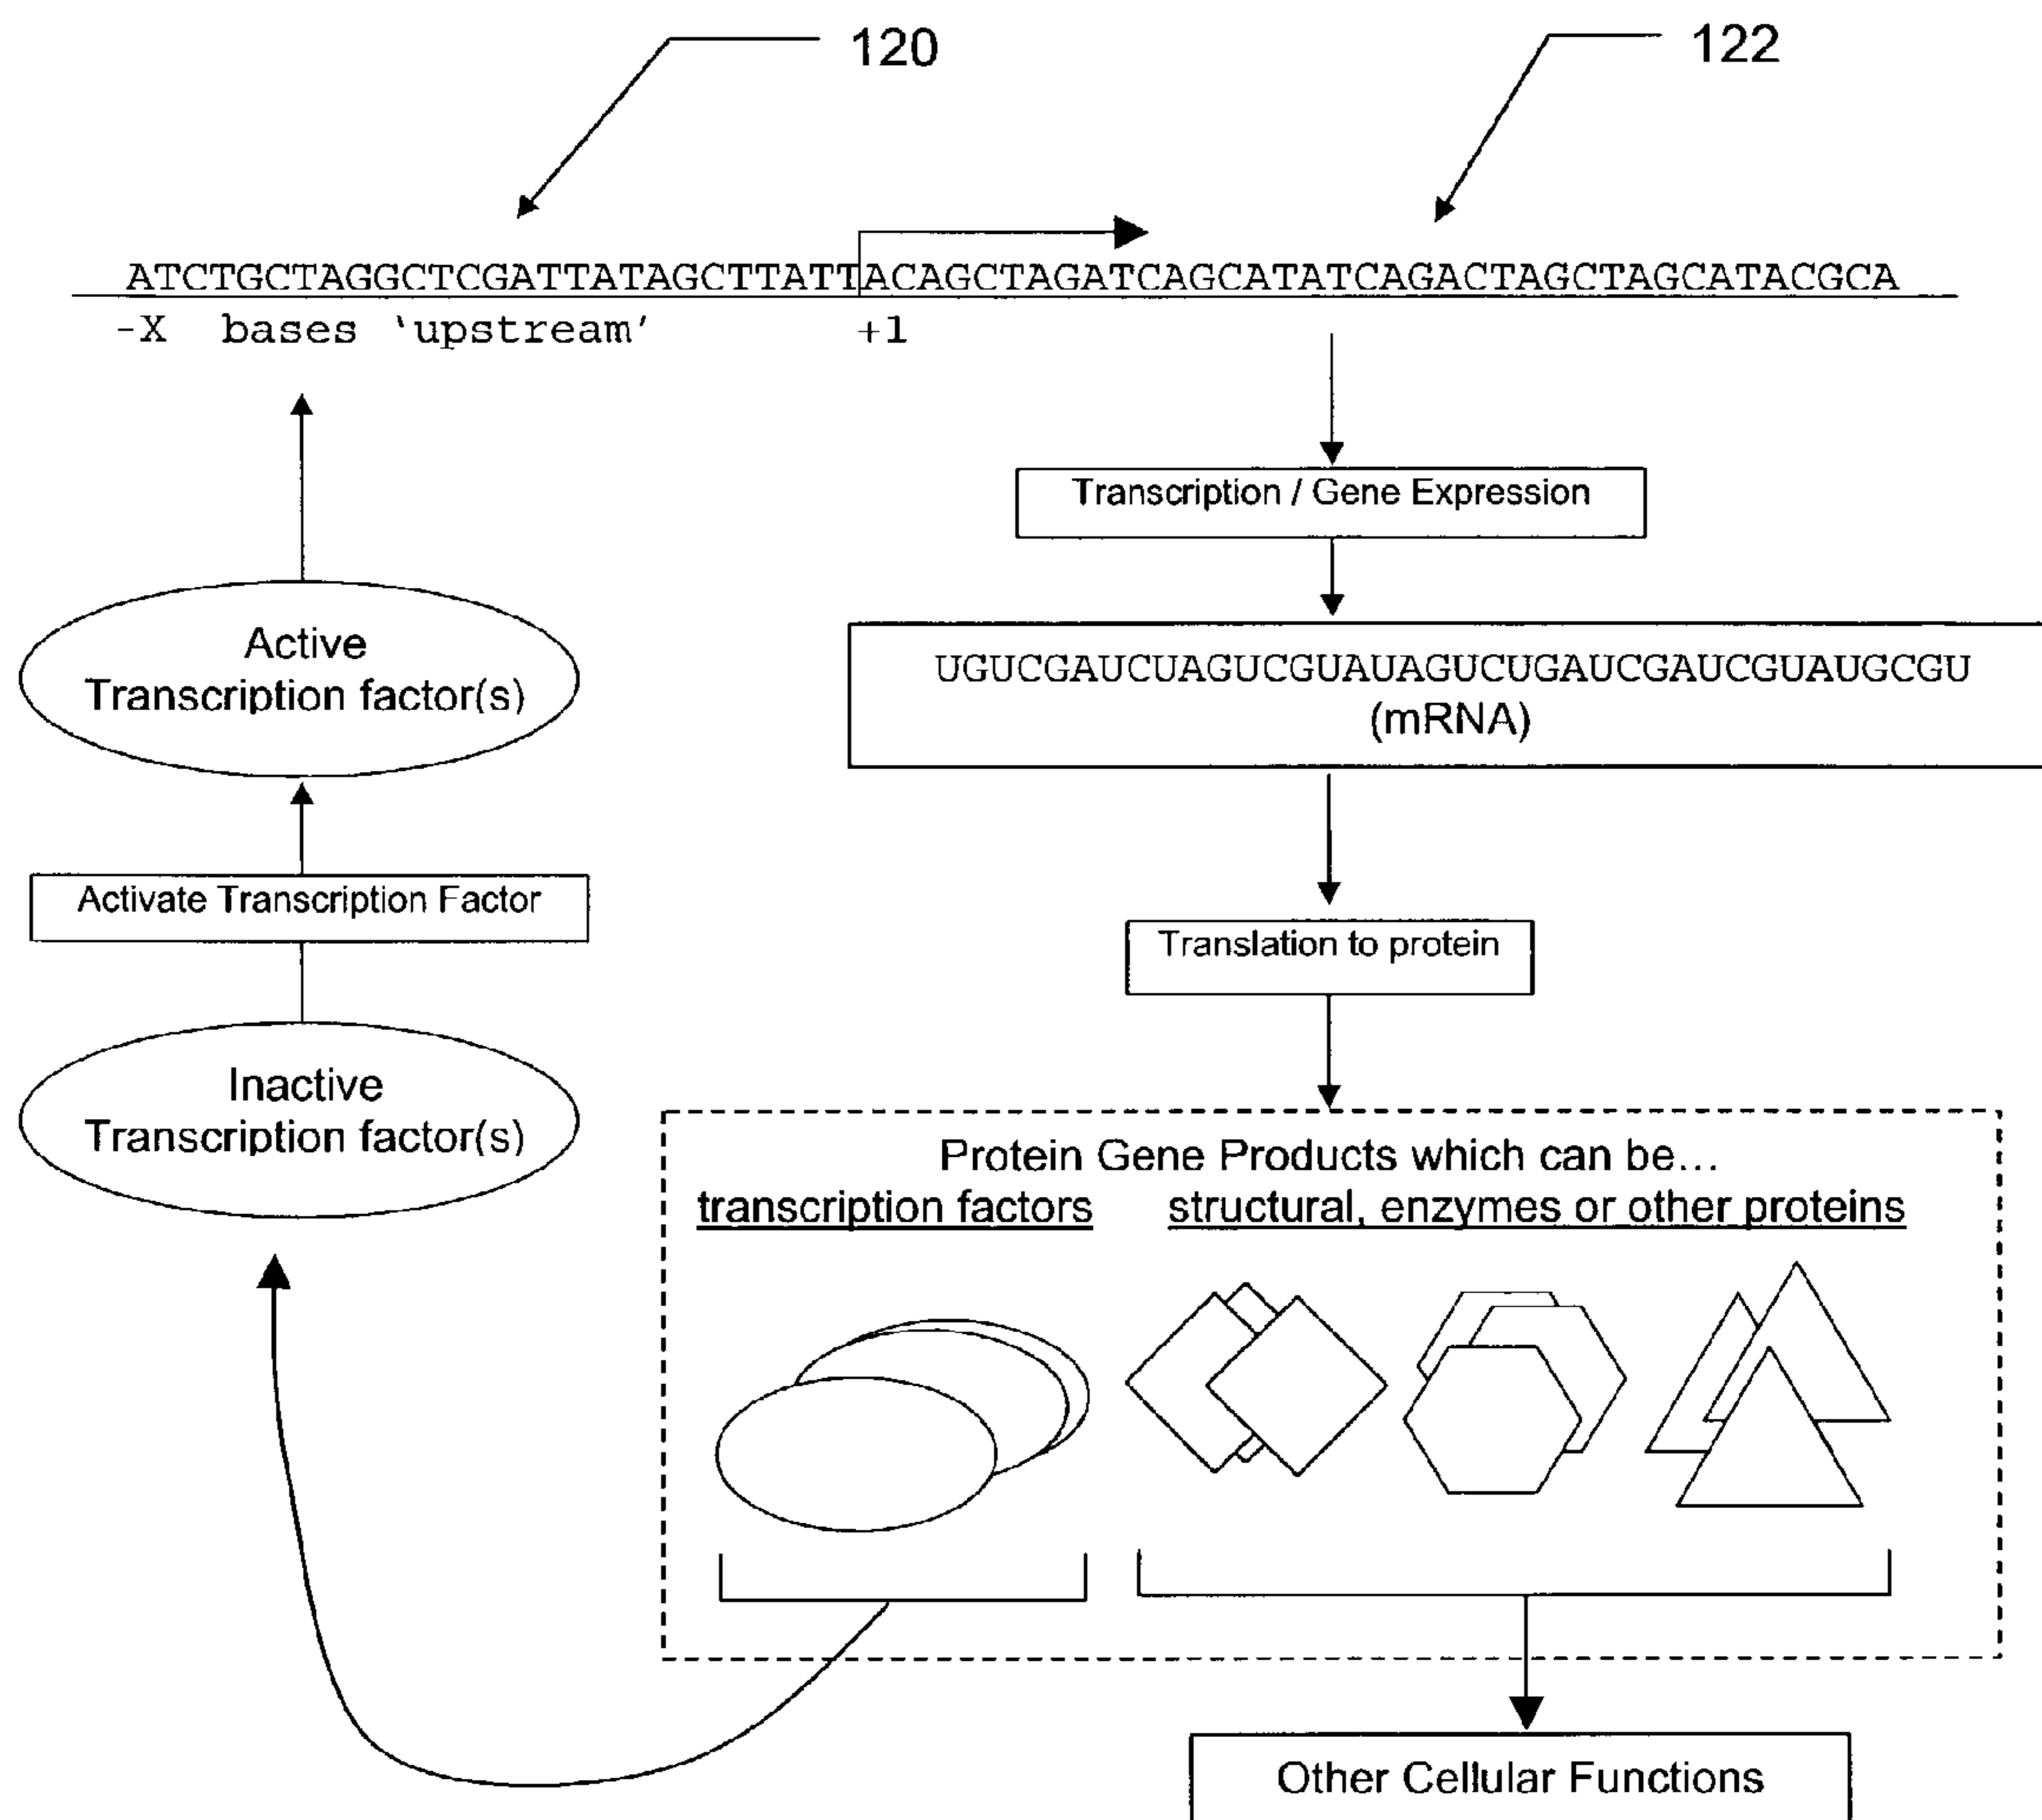 120
122
ATCTGCTAGGCTCGATTATAGCTTATTACAGCTAGATCAGCATATCAGACTAGCTAGCATACGCA
-X bases ‘upstream’ +1
Transcription / Gene Expression
UGUCGAUCUAGUCGUAUAGUCUGAUCGAUCGUAUGCGU
(mRNA)
Active
Transcription factor(s)
Activate Transcription Factor
Translation to protein
Inactive
Transcription factor(s)
Protein Gene Products which can be...
transcription factors structural, enzymes or other proteins
Other Cellular Functions